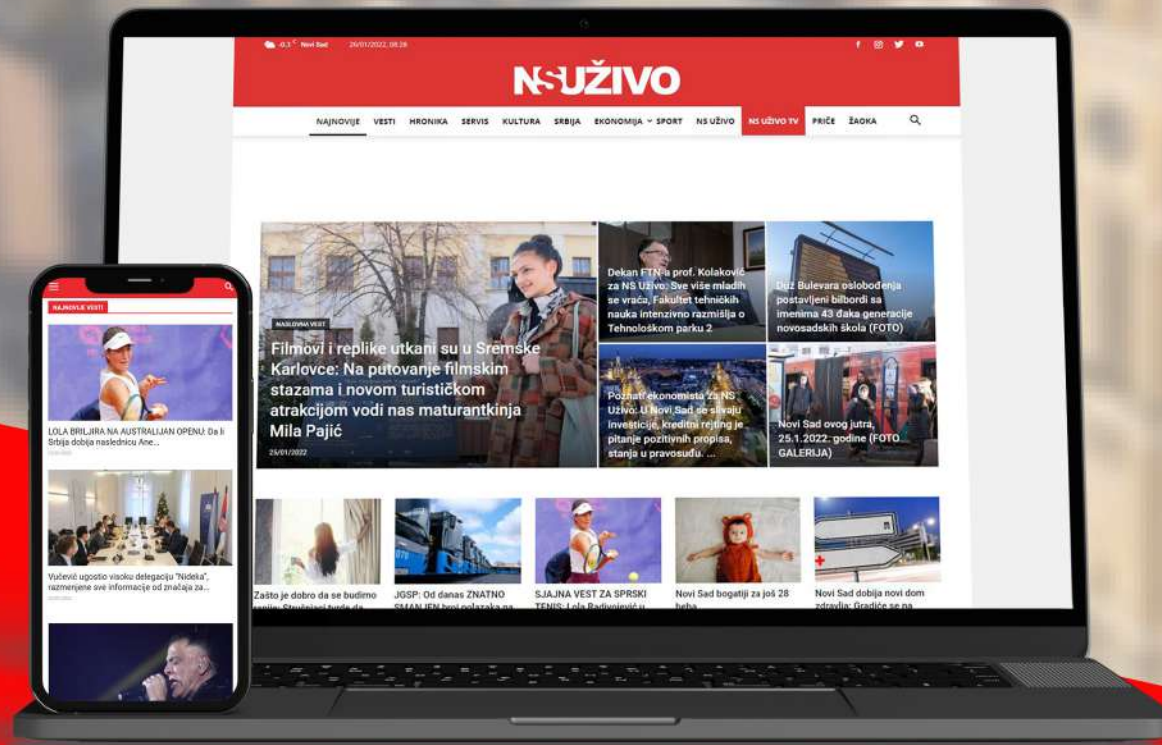 -0.3 C Novi Sad 26/01/2022, 08:28
NSUŽIVO
NAJNOVIJE VESTI HRONIKA SERVIS KULTURA SRBIJA EKONOMIJA SPORT NS UŽIVO NS UŽIVO TV PRIČE ŽAOKA
NASLOVNA VEST
Filmovi i replike utkani su u Sremske
Karlovce: Na putovanje filmskim
stazama i novom turističkom
atrakcijom vodi nas maturantkinja
Mila Pajić
25/01/2022
Dekan FTN-a prof. Kolaković
za NS Uživo: Sve više mladih
se vraća, Fakultet tehničkih
nauka intenzivno razmišlja o
Tehnološkom parku 2
Duž Bulevara oslobođenja
postavljeni bilbordi sa
imenima 43 đaka generacije
novosadskih škola (FOTO)
Poznati ekonomista za NS
Uživo: U Novi Sad se slivaju
investicije, kreditni rejting je
pitanje pozitivnih propisa,
stanja u pravosuđu. ...
Novi Sad ovog jutra,
25.1.2022. godine (FOTO
GALERIJA)
Zašto je dobro da se budimo
JGSP: Od danas ZNATNO
SMANJEN broj polazaka na
SJAJNA VEST ZA SRPSKI
TENIS: Lola Radivojević u
Novi Sad bogatiji za još 28
beba
Novi Sad dobija novi dom
zdravlja: Gradiće se na
NAJNOVIJE VESTI
LOLA BRILJIRA NA AUSTRALIJAN OPENU: Da li
Srbija dobija naslednicu Ane...
Vučević ugostio visoku delegaciju "Nideka",
razmenjene sve informacije od značaja za...